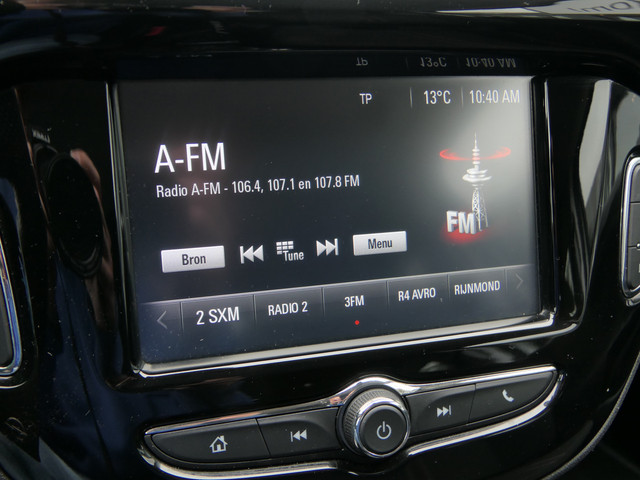 TP 13°C 10:40 AM
A-FM
Radio A-FM - 106.4, 107.1 en 107.8 FM
FM
Bron Tune Menu
2 SXM RADIO 2 3FM R4 AVRO RIJNMOND